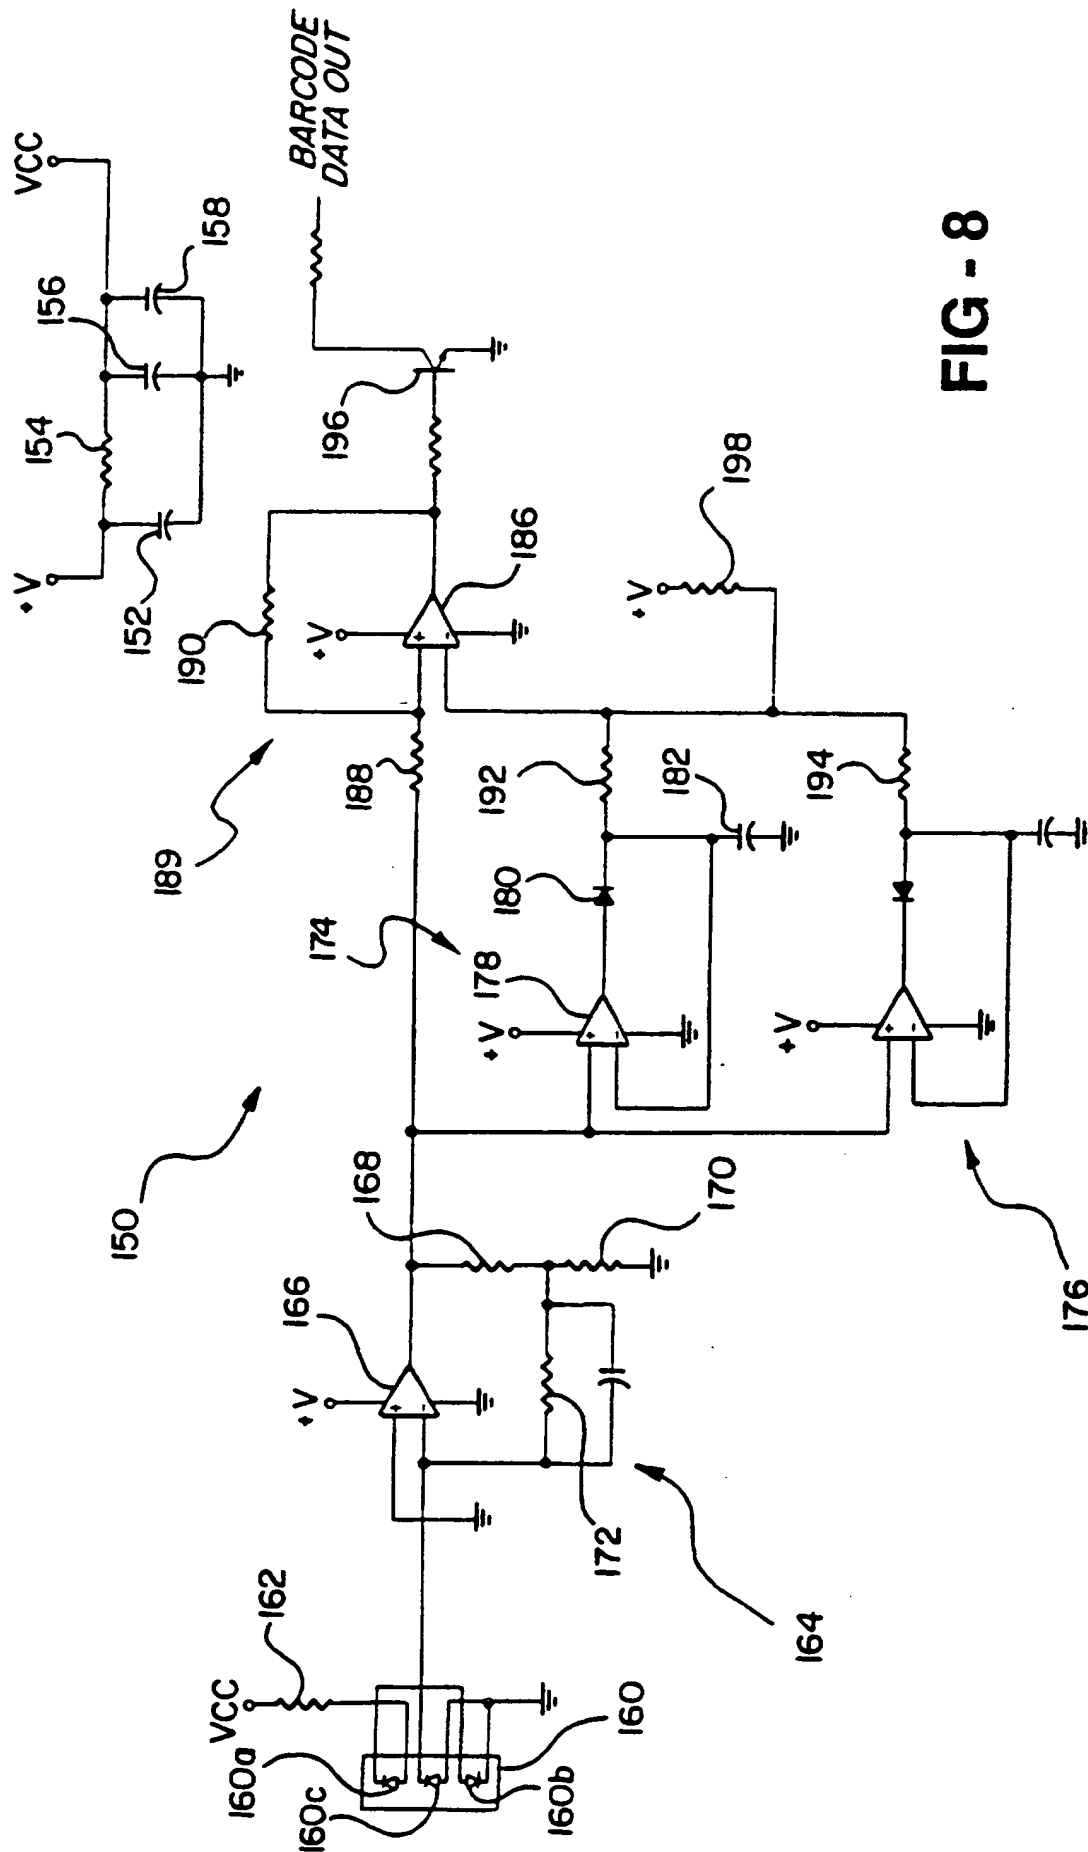 +V
VCC
154
156
158
152
BARCODE
DATA OUT
190
+V
189
188
186
196
150
174
+V
178
180
192
182
+V
198
166
+V
168
170
+V
194
176
VCC
162
160a
160c
160b
160
172
164
+
-
+
-
+
-
+
-
FIG - 8